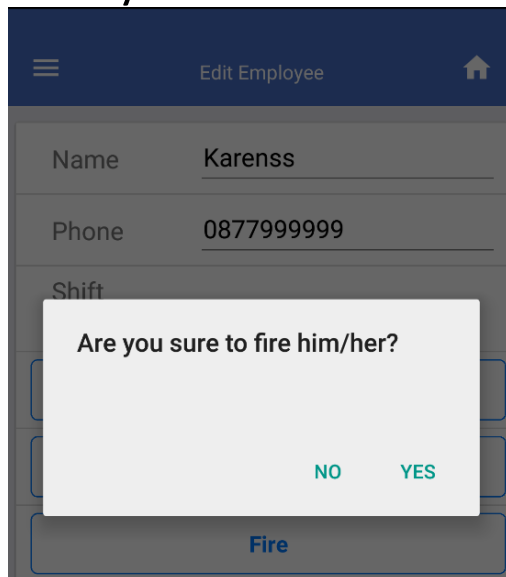 Edit Employee
Name Karenss
Phone 0877999999
Shift
Are you sure to fire him/her?
NO YES
Fire